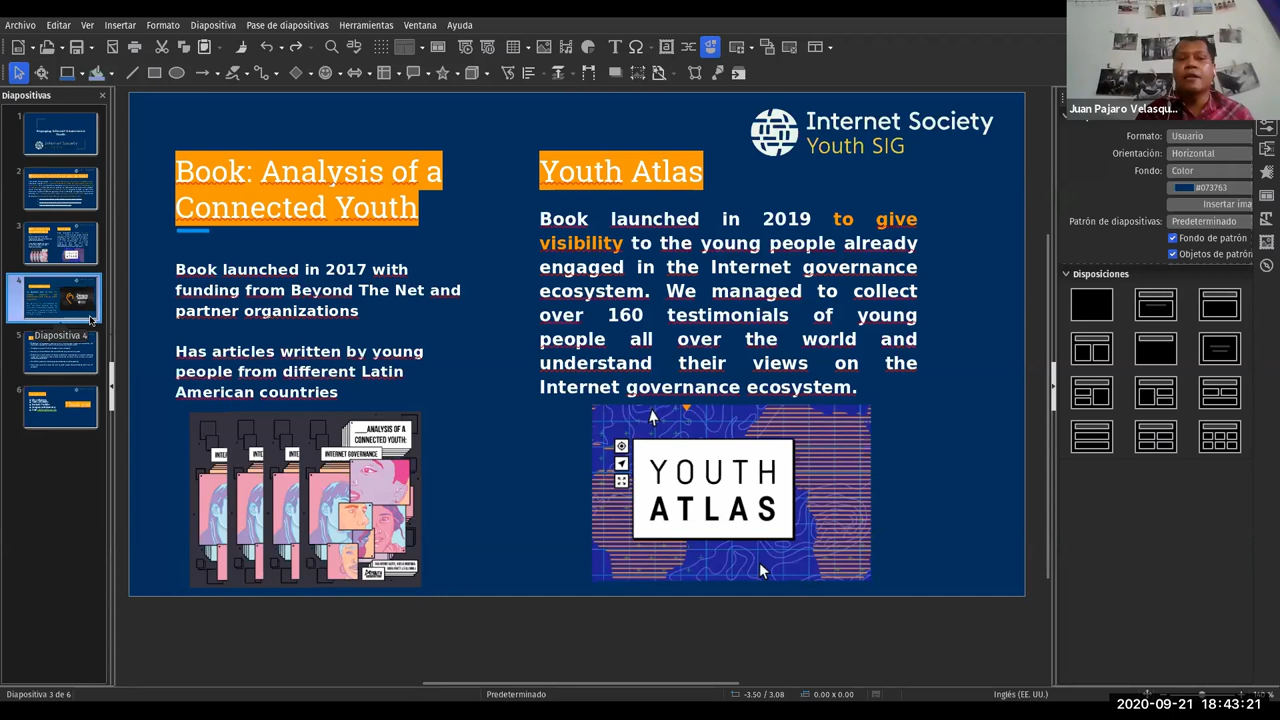 Archivo Editar Ver Insertar Formato Diapositiva Pase de diapositivas Herramientas Ventana Ayuda
Diapositivas
1
2
3
4
5
6
Diapositiva 4
Internet Society
Youth SIG
Book: Analysis of a
Connected Youth
Book launched in 2017 with
funding from Beyond The Net and
partner organizations
Has articles written by young
people from different Latin
American countries
ANALYSIS OF A
CONNECTED YOUTH:
INTERNET GOVERNANCE
Youth Atlas
Book launched in 2019 to give
visibility to the young people already
engaged in the Internet governance
ecosystem. We managed to collect
over 160 testimonials of young
people all over the world and
understand their views on the
Internet governance ecosystem.
YOUTH
ATLAS
Juan Pajaro Velasqu...
Formato: Usuario
Orientación: Horizontal
Fondo: Color
#073763
Insertar ima
Patrón de diapositivas: Predeterminado
Fondo de patrón
Objetos de patrón
Disposiciones
Diapositiva 3 de 6
Predeterminado
-3.50 / 3.08
0.00 x 0.00
Inglés (EE. UU.)
2020-09-21 18:43:21